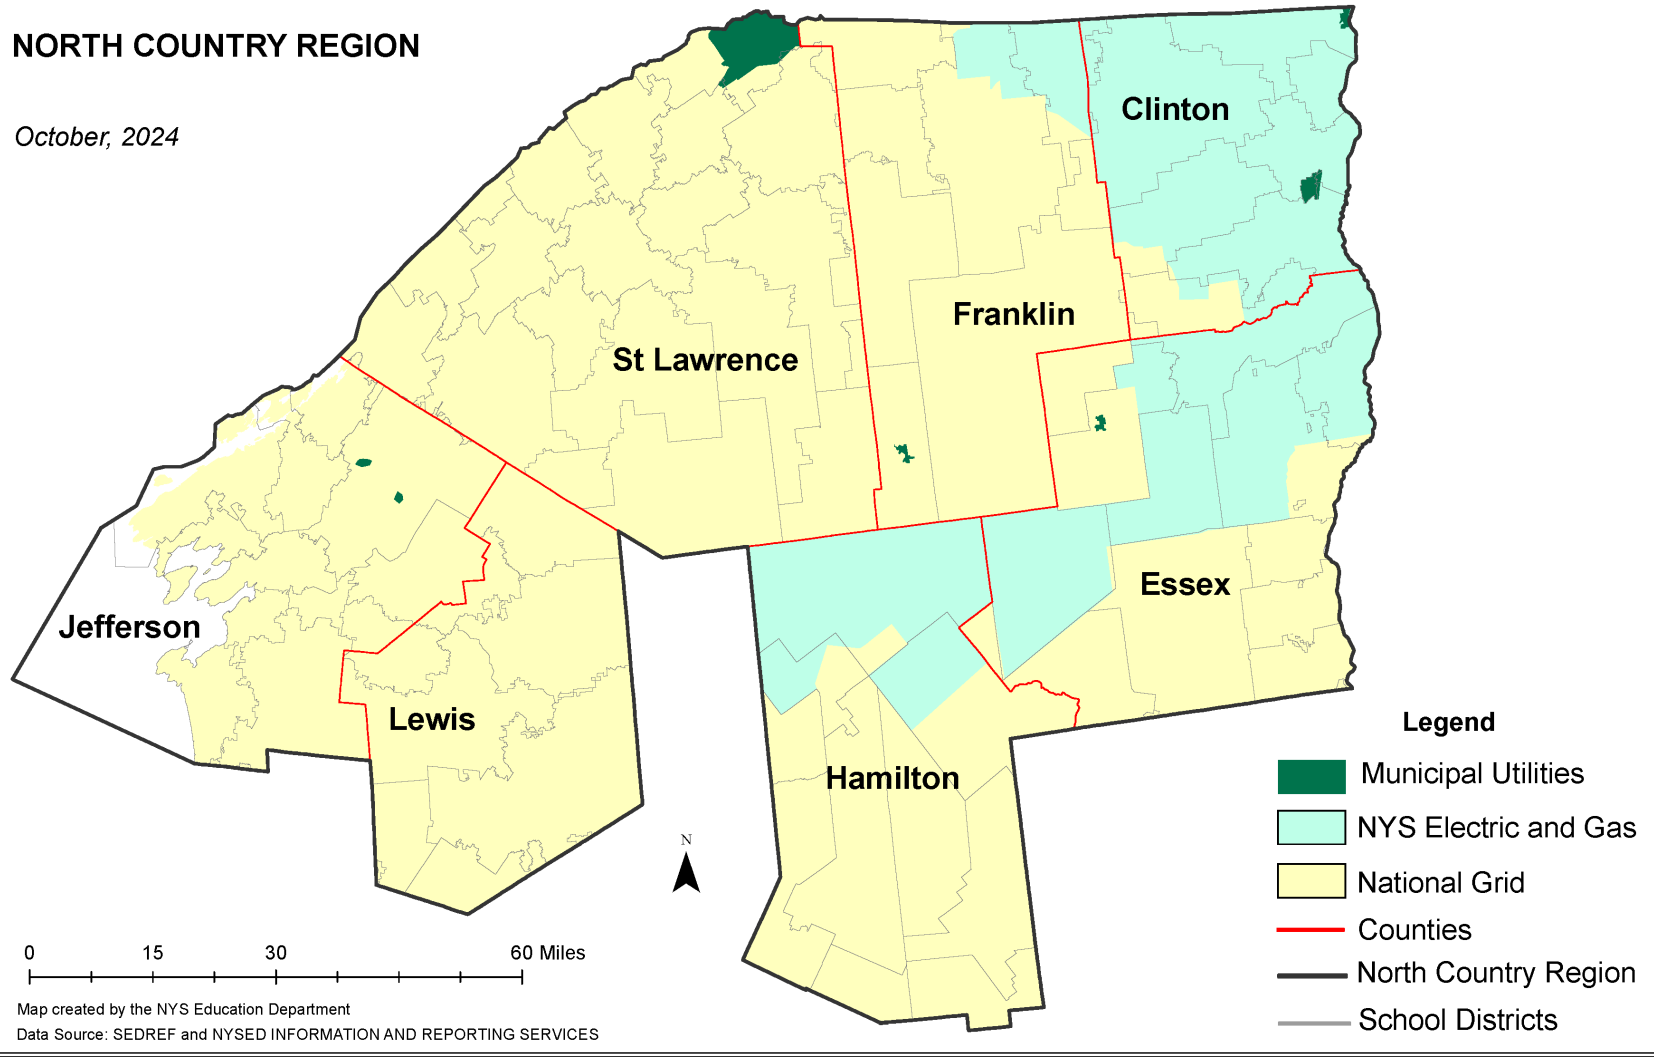 NORTH COUNTRY REGION
October, 2024
Clinton
Franklin
St Lawrence
Essex
Jefferson
Lewis
Hamilton
Legend
Municipal Utilities
NYS Electric and Gas
National Grid
Counties
North Country Region
School Districts
N
0 15 30 60 Miles
Map created by the NYS Education Department
Data Source: SEDREF and NYSED INFORMATION AND REPORTING SERVICES